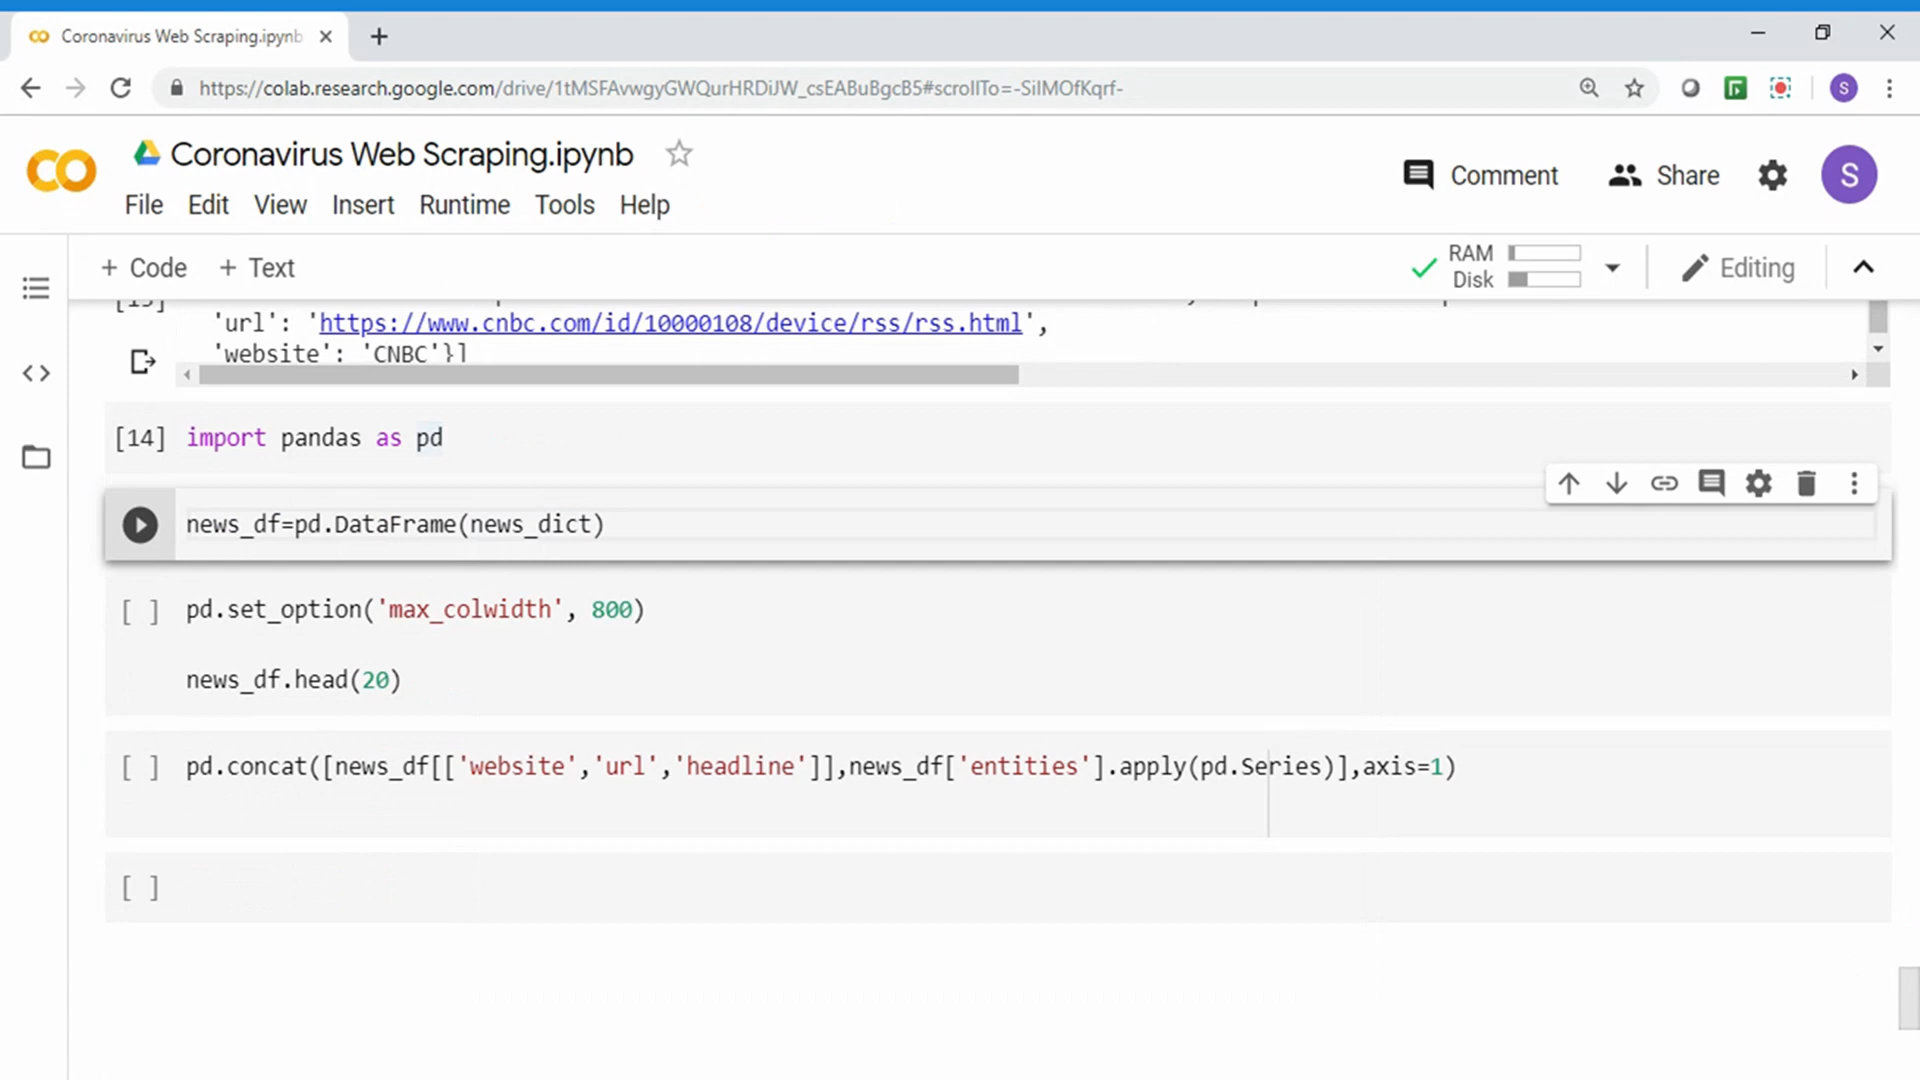 Coronavirus Web Scraping.ipynb
https://colab.research.google.com/drive/1tMSFAvwgyGWQurHRDiJW_csEABuBgcB5#scrollTo=-SiIMOfKqrf-
S
Coronavirus Web Scraping.ipynb
Comment Share S
File Edit View Insert Runtime Tools Help
+ Code + Text
RAM
Disk
Editing
'url': 'https://www.cnbc.com/id/10000108/device/rss/rss.html',
'website': 'CNBC'}]
[14] import pandas as pd
news_df=pd.DataFrame(news_dict)
[ ] pd.set_option('max_colwidth', 800)
news_df.head(20)
[ ] pd.concat([news_df[['website','url','headline']],news_df['entities'].apply(pd.Series)],axis=1)
[ ]